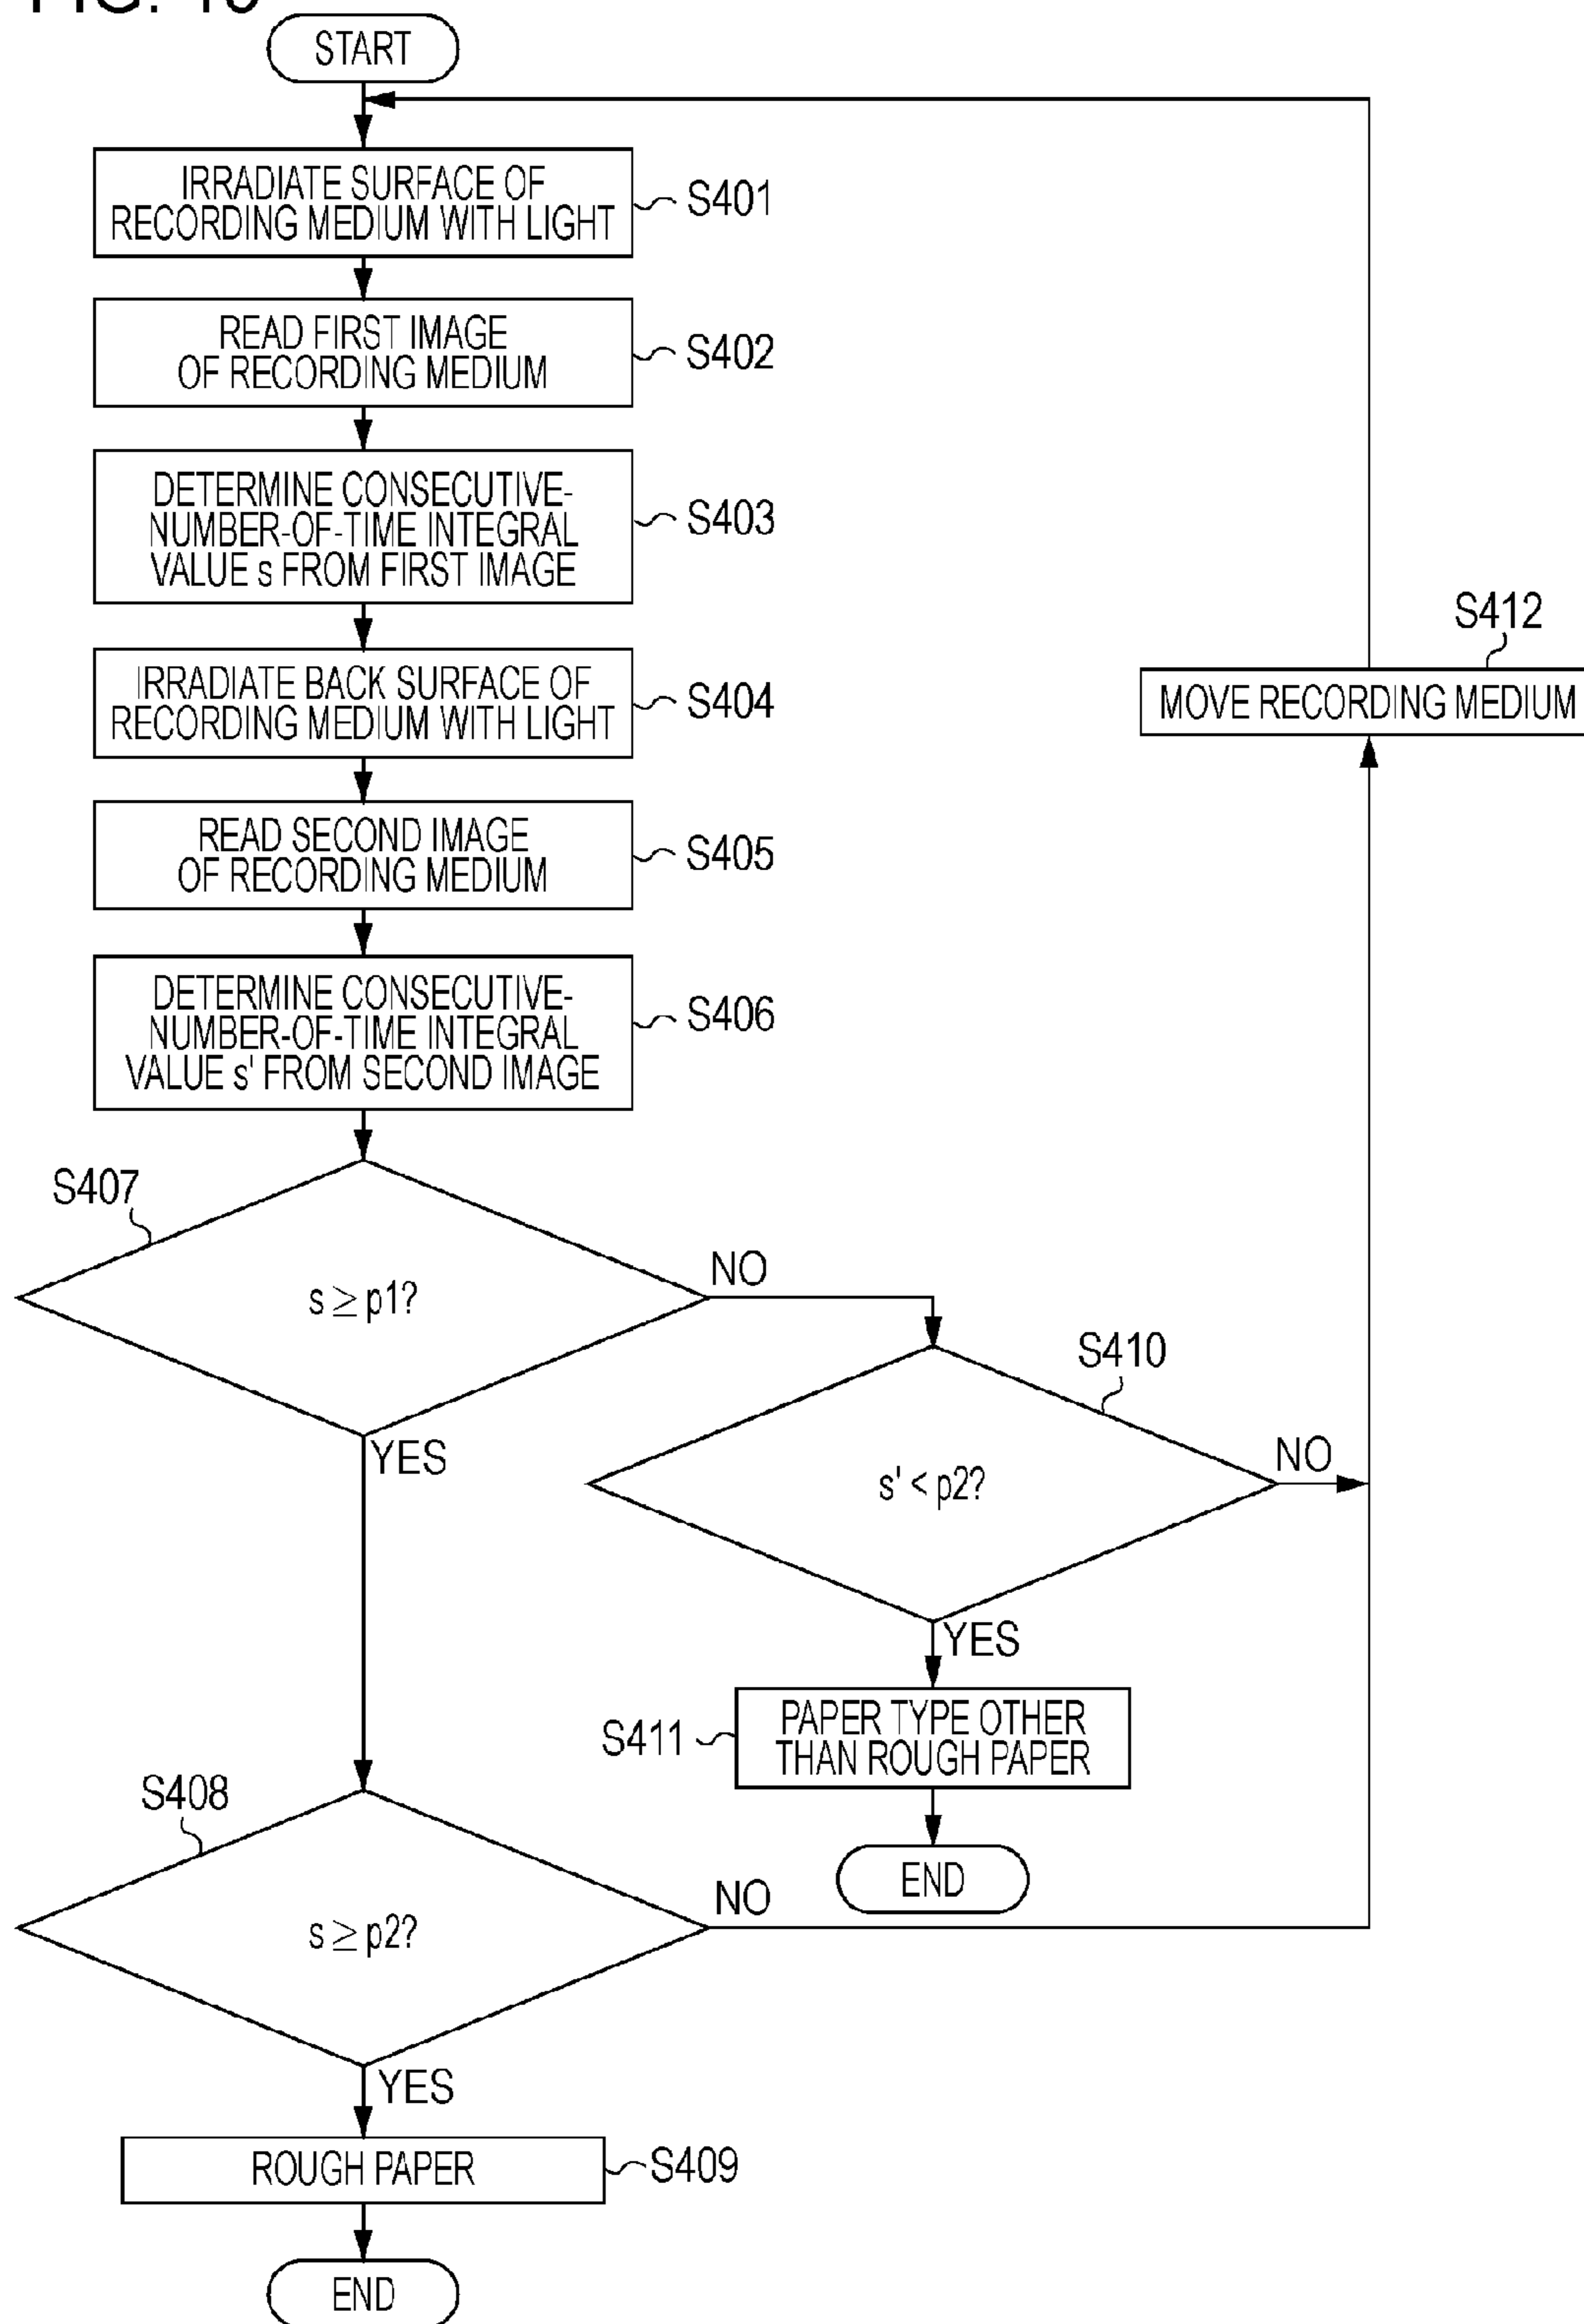 START
IRRADIATE SURFACE OF
RECORDING MEDIUM WITH LIGHT
S401
READ FIRST IMAGE
OF RECORDING MEDIUM
S402
DETERMINE CONSECUTIVE-
NUMBER-OF-TIME INTEGRAL
VALUE s FROM FIRST IMAGE
S403
S412
MOVE RECORDING MEDIUM
IRRADIATE BACK SURFACE OF
RECORDING MEDIUM WITH LIGHT
S404
READ SECOND IMAGE
OF RECORDING MEDIUM
S405
DETERMINE CONSECUTIVE-
NUMBER-OF-TIME INTEGRAL
VALUE s' FROM SECOND IMAGE
S406
S407
s ≥ p1?
NO
YES
S410
s' < p2?
NO
YES
S411
PAPER TYPE OTHER
THAN ROUGH PAPER
END
S408
s ≥ p2?
NO
YES
ROUGH PAPER
S409
END